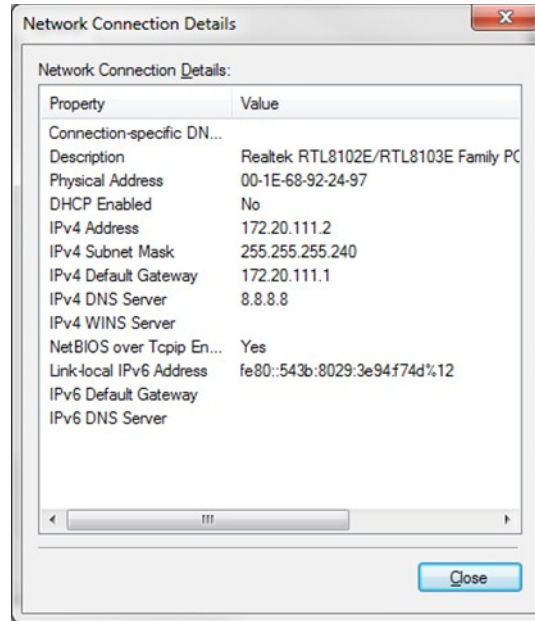 Network Connection Details
Network Connection Details:
Property Value
Connection-specific DN...
Description Realtek RTL8102E/RTL8103E Family PC
Physical Address 00-1E-68-92-24-97
DHCP Enabled No
IPv4 Address 172.20.111.2
IPv4 Subnet Mask 255.255.255.240
IPv4 Default Gateway 172.20.111.1
IPv4 DNS Server 8.8.8.8
IPv4 WINS Server
NetBIOS over Tcpip En... Yes
Link-local IPv6 Address fe80::543b:8029:3e94:f74d%12
IPv6 Default Gateway
IPv6 DNS Server
Close